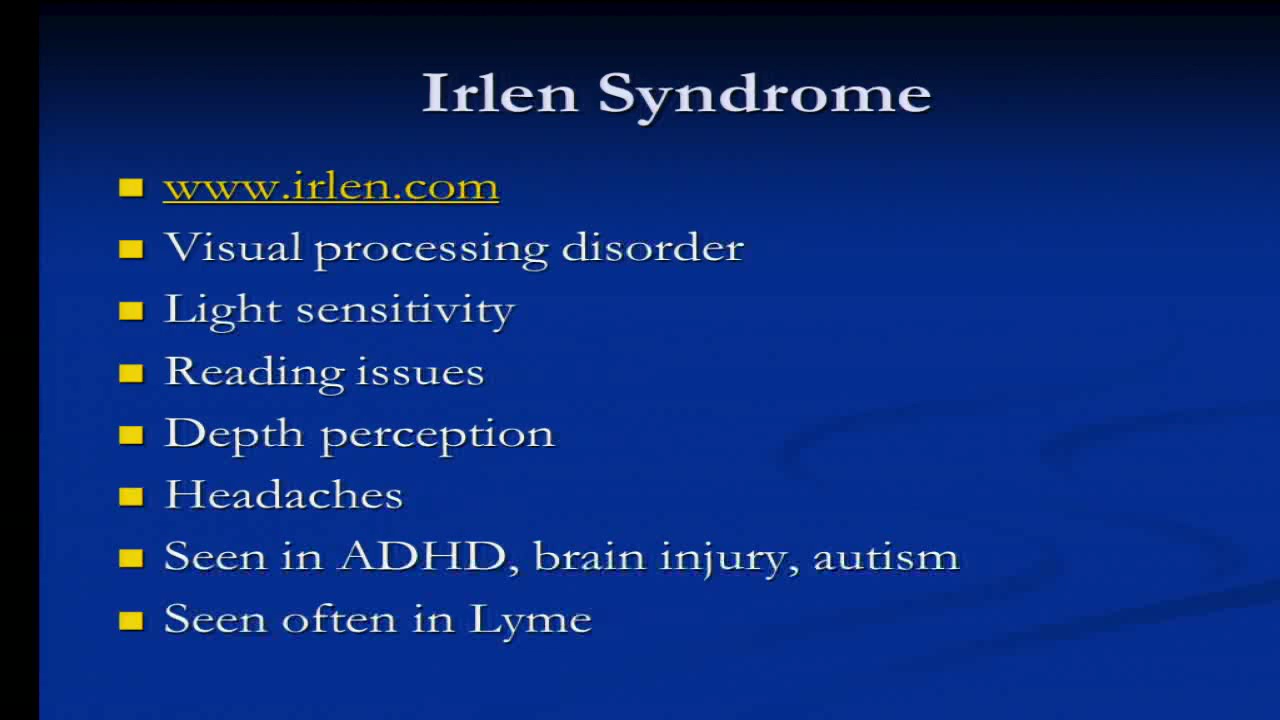 Irlen Syndrome
www.irlen.com
Visual processing disorder
Light sensitivity
Reading issues
Depth perception
Headaches
Seen in ADHD, brain injury, autism
Seen often in Lyme